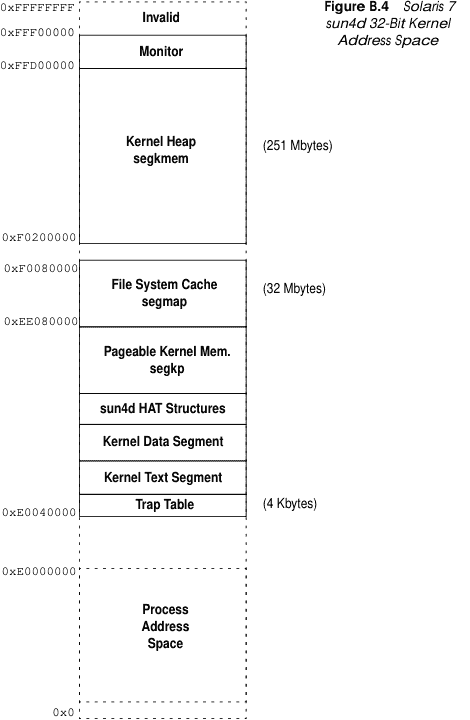 0xFFFFFFFF
Invalid
Figure B.4 Solaris 7
sun4d 32-Bit Kernel
Address Space
0xFFF00000
Monitor
0xFFD00000
Kernel Heap
segkmem
(251 Mbytes)
0xF0200000
0xF0080000
File System Cache
segmap
(32 Mbytes)
0xEE080000
Pageable Kernel Mem.
segkp
sun4d HAT Structures
Kernel Data Segment
Kernel Text Segment
Trap Table
(4 Kbytes)
0xE0040000
0xE0000000
Process
Address
Space
0x0